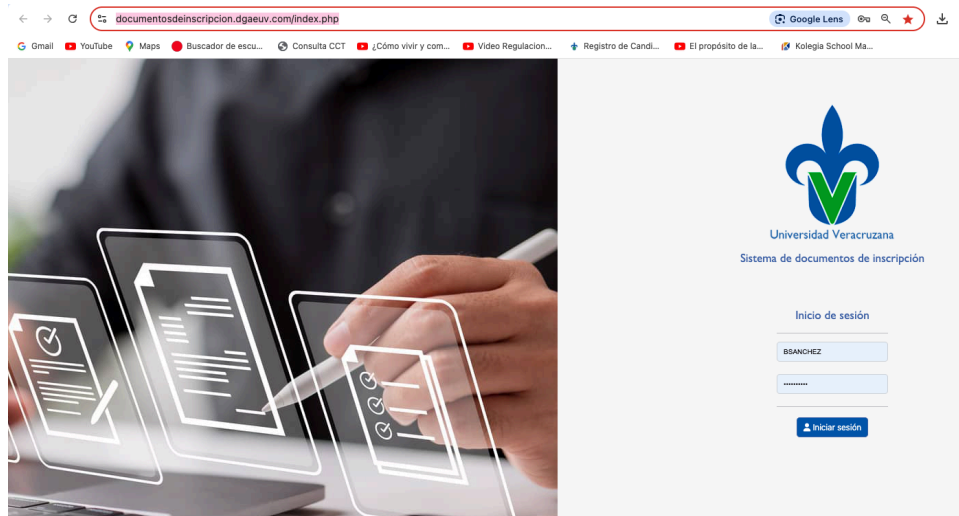 documentosdeinscripcion.dgaeuv.com/index.php
Google Lens
Gmail
YouTube
Maps
Buscador de escu...
Consulta CCT
¿Cómo vivir y com...
Video Regulacion...
Registro de Candi...
El propósito de la...
Kolegia School Ma...
Universidad Veracruzana
Sistema de documentos de inscripción
Inicio de sesión
BSANCHEZ
••••••••••
Iniciar sesión